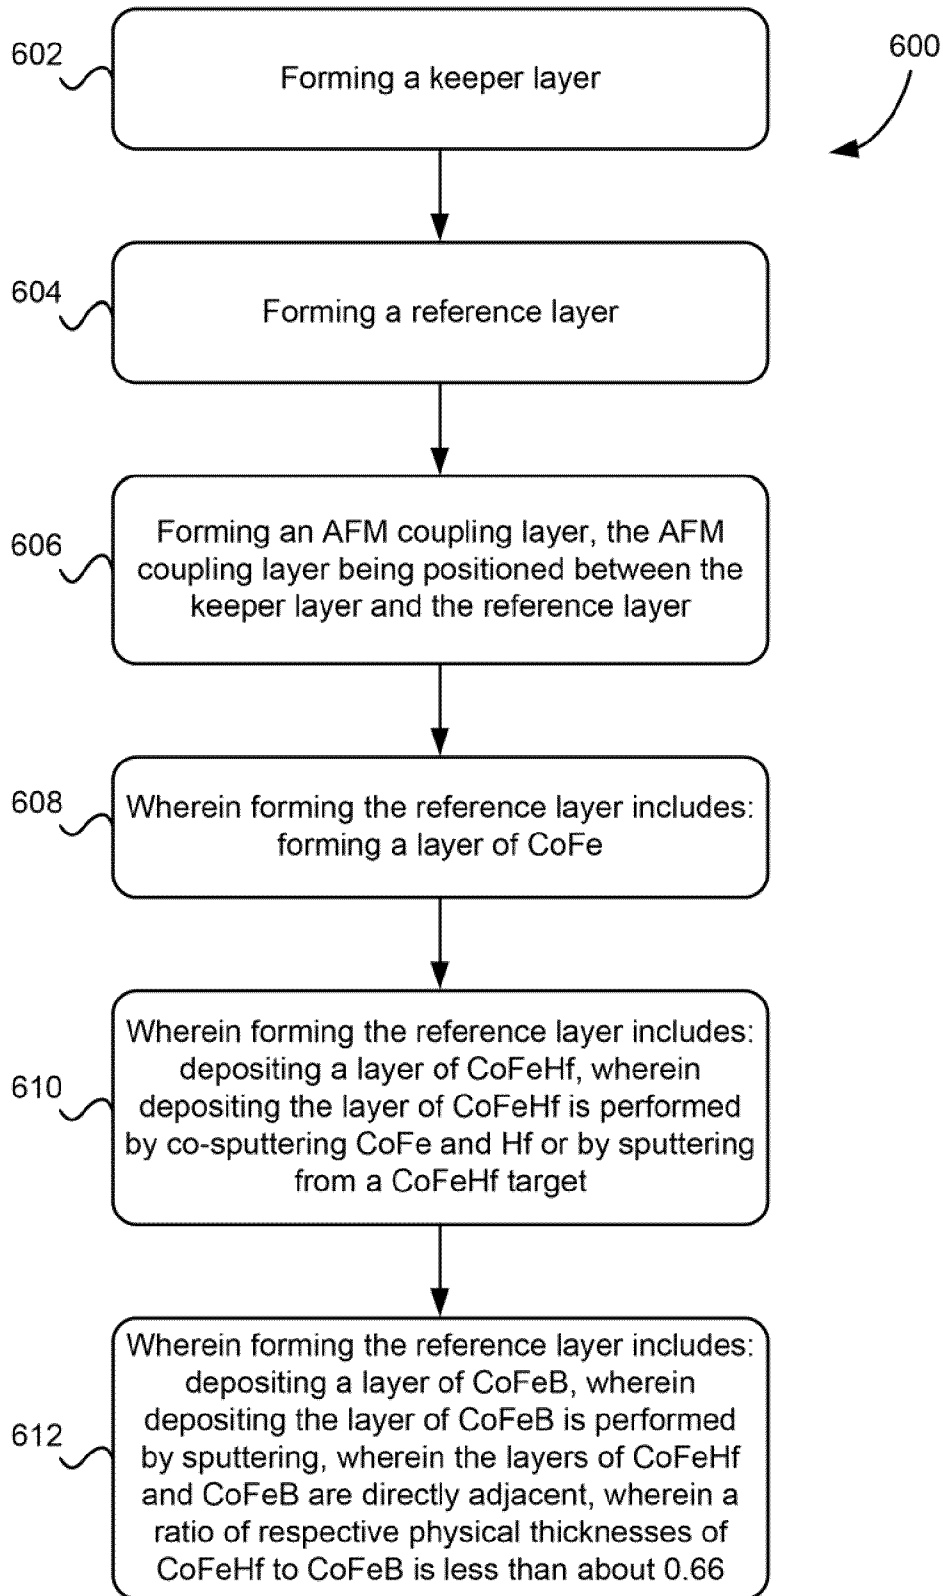 602
Forming a keeper layer
600
604
Forming a reference layer
606
Forming an AFM coupling layer, the AFM
coupling layer being positioned between the
keeper layer and the reference layer
608
Wherein forming the reference layer includes:
forming a layer of CoFe
610
Wherein forming the reference layer includes:
depositing a layer of CoFeHf, wherein
depositing the layer of CoFeHf is performed
by co-sputtering CoFe and Hf or by sputtering
from a CoFeHf target
612
Wherein forming the reference layer includes:
depositing a layer of CoFeB, wherein
depositing the layer of CoFeB is performed
by sputtering, wherein the layers of CoFeHf
and CoFeB are directly adjacent, wherein a
ratio of respective physical thicknesses of
CoFeHf to CoFeB is less than about 0.66